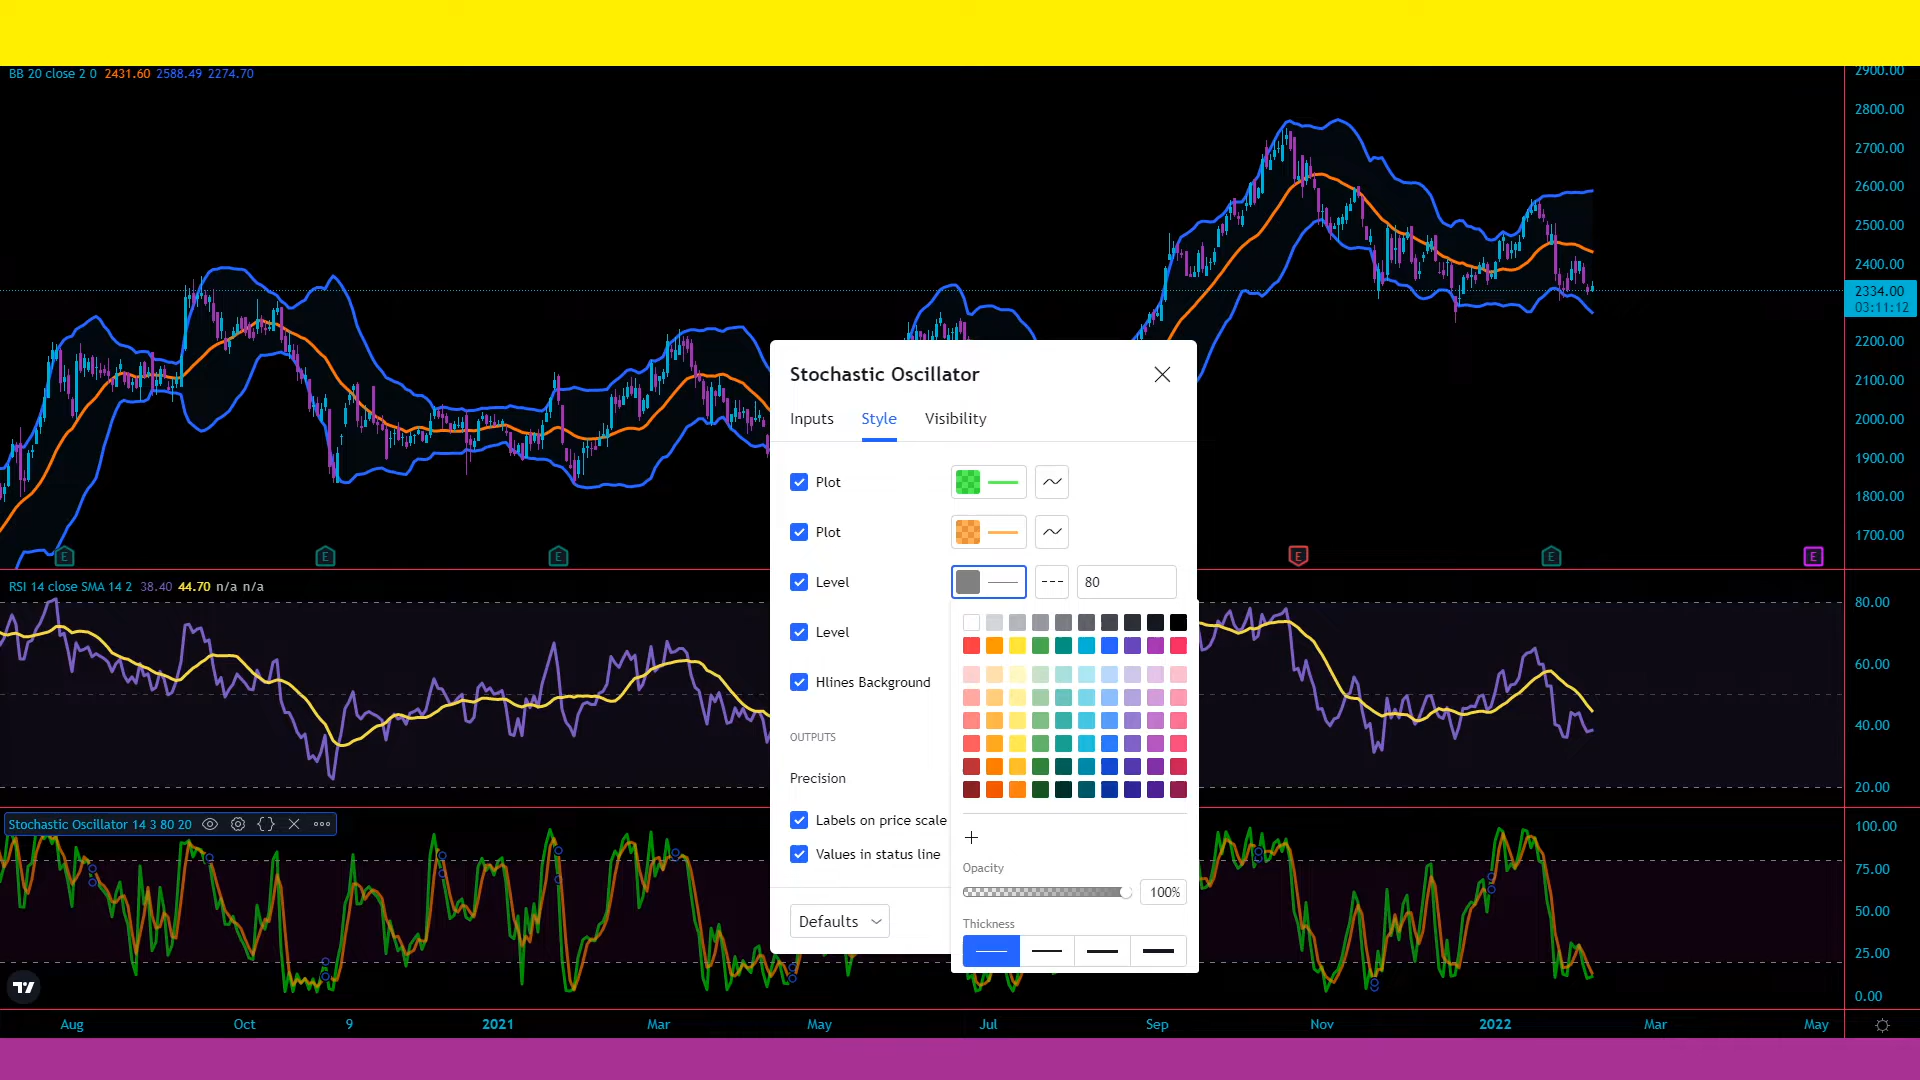 BB 20 close 2 0 2431.60 2588.49 2274.70
2900.00
2800.00
2700.00
2600.00
2500.00
2400.00
2334.00
03:11:12
2200.00
2100.00
2000.00
1900.00
1800.00
1700.00
E E E E E E
Stochastic Oscillator
Inputs Style Visibility
Plot
Plot
Level 80
Level
Hlines Background
OUTPUTS
Precision
Labels on price scale
Values in status line
Defaults
Opacity
100%
Thickness
RSI 14 close SMA 14 2 38.40 44.70 n/a n/a
80.00
60.00
40.00
20.00
Stochastic Oscillator 14 3 80 20
100.00
75.00
50.00
25.00
0.00
Aug Oct 9 2021 Mar May Jul Sep Nov 2022 Mar May